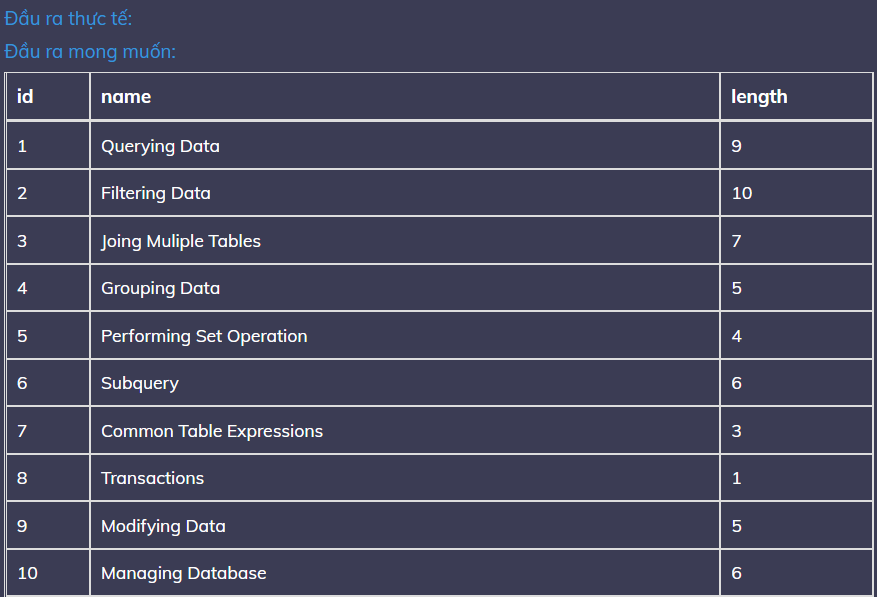 Đầu ra thực tế:
Đầu ra mong muốn:
id name length
1 Querying Data 9
2 Filtering Data 10
3 Joing Muliple Tables 7
4 Grouping Data 5
5 Performing Set Operation 4
6 Subquery 6
7 Common Table Expressions 3
8 Transactions 1
9 Modifying Data 5
10 Managing Database 6